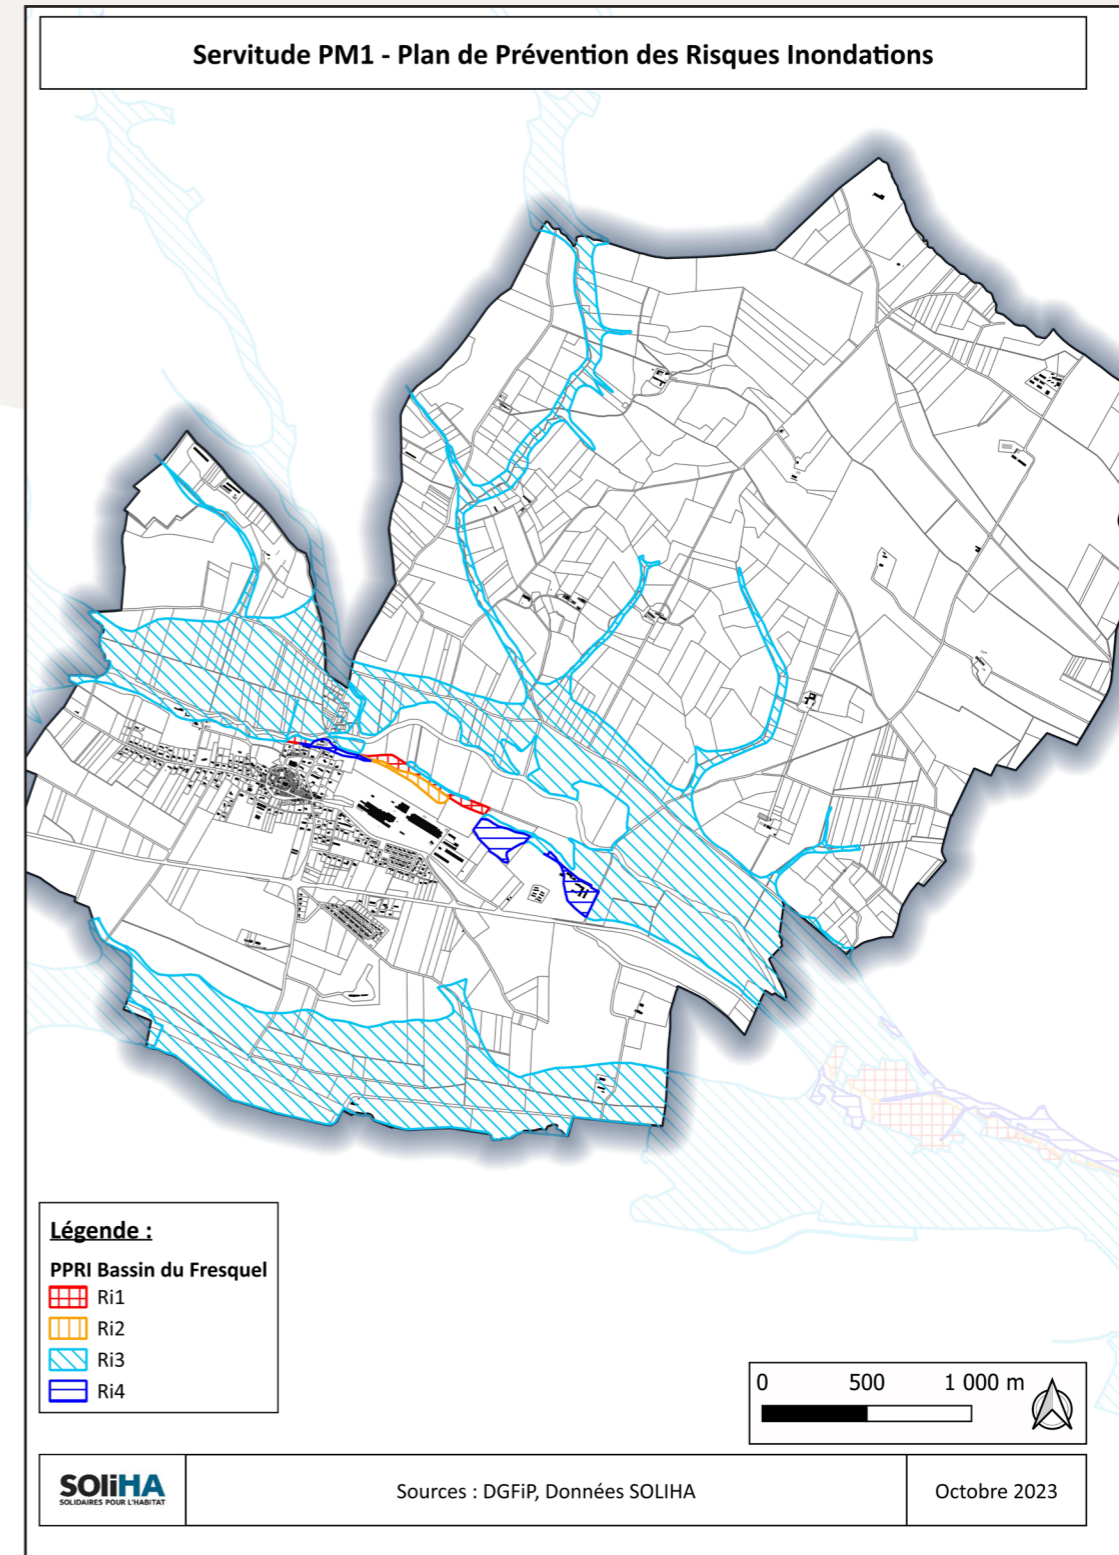 Servitude PM1 - Plan de Prévention des Risques Inondations
Légende :
PPRI Bassin du Fresquel
Ri1
Ri2
Ri3
Ri4
0 500 1 000 m
SOLiHA
SOLIDAIRES POUR L'HABITAT
Sources : DGFiP, Données SOLIHA
Octobre 2023